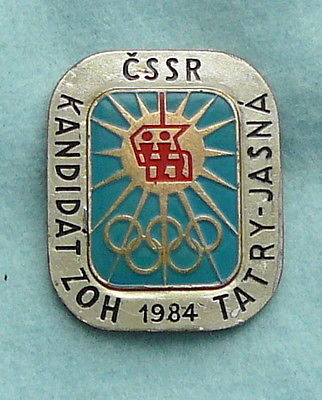 ČSSR
KANDIDÁT ZOH 1984 TATRY-JASNÁ